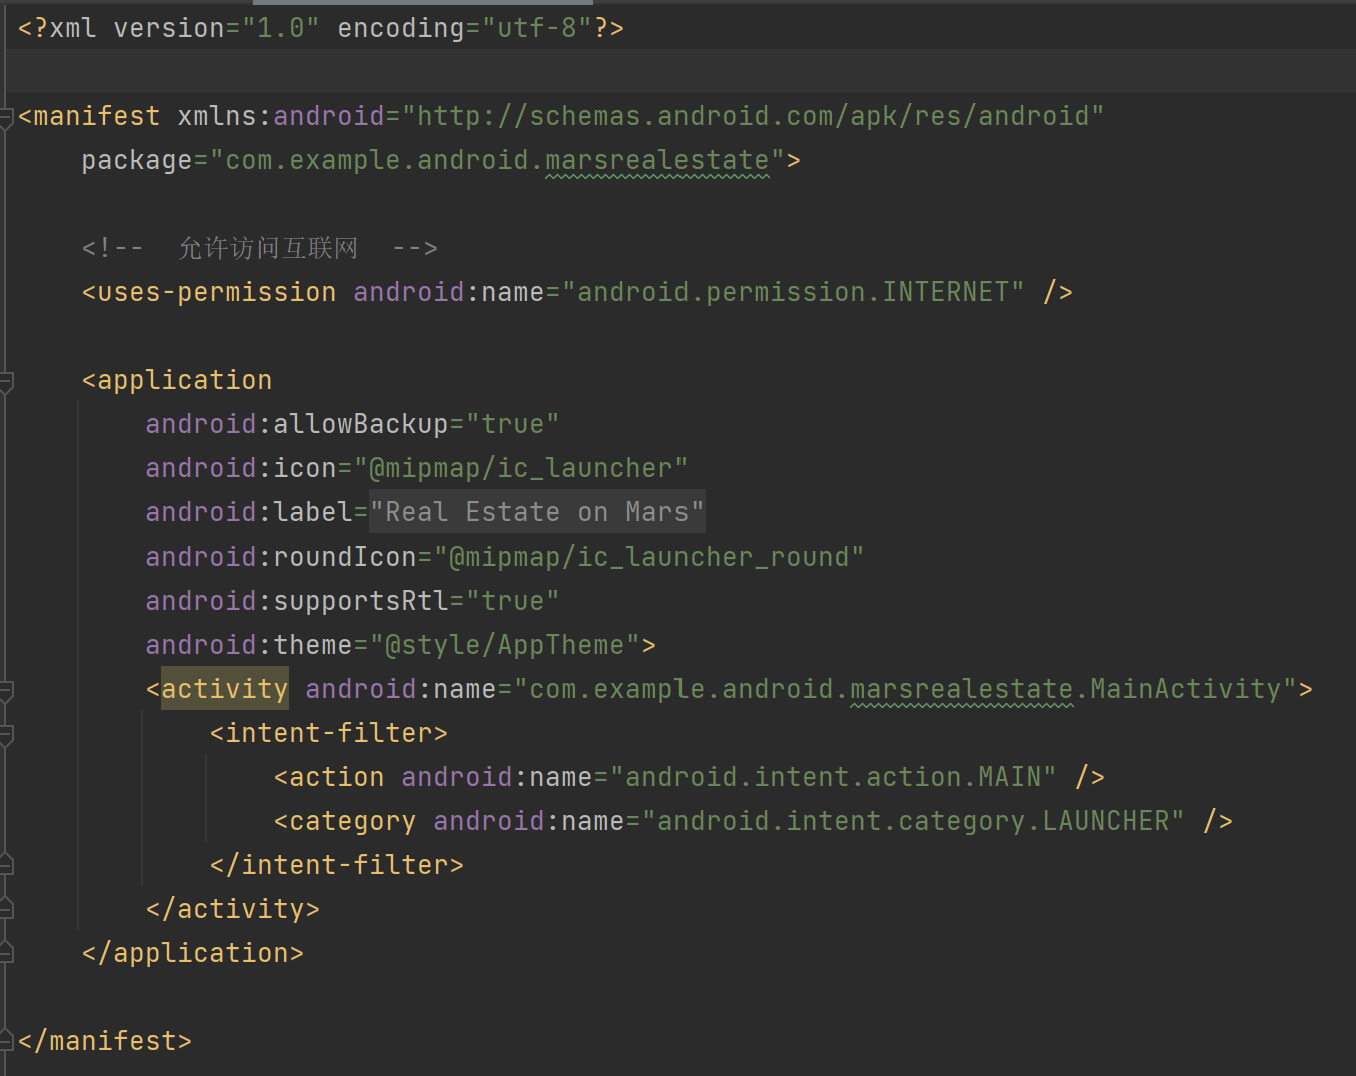 <?xml version="1.0" encoding="utf-8"?>
<manifest xmlns:android="http://schemas.android.com/apk/res/android"
package="com.example.android.marsrealestate">
<!--  允许访问互联网  -->
<uses-permission android:name="android.permission.INTERNET" />
<application
android:allowBackup="true"
android:icon="@mipmap/ic_launcher"
android:label="Real Estate on Mars"
android:roundIcon="@mipmap/ic_launcher_round"
android:supportsRtl="true"
android:theme="@style/AppTheme">
<activity android:name="com.example.android.marsrealestate.MainActivity">
<intent-filter>
<action android:name="android.intent.action.MAIN" />
<category android:name="android.intent.category.LAUNCHER" />
</intent-filter>
</activity>
</application>
</manifest>